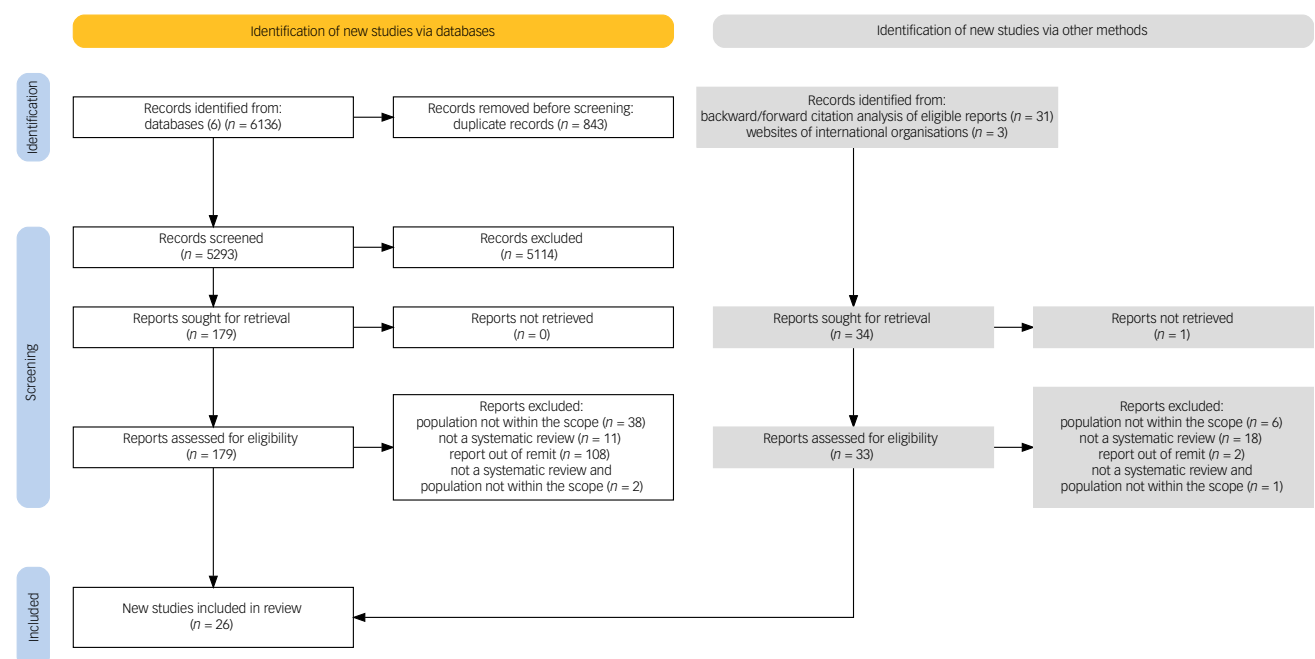 Identification of new studies via databases
Identification of new studies via other methods
Identification
Records identified from:
databases (6) (n = 6136)
Records removed before screening:
duplicate records (n = 843)
Records identified from:
backward/forward citation analysis of eligible reports (n = 31)
websites of international organisations (n = 3)
Screening
Records screened
(n = 5293)
Records excluded
(n = 5114)
Reports sought for retrieval
(n = 179)
Reports not retrieved
(n = 0)
Reports sought for retrieval
(n = 34)
Reports not retrieved
(n = 1)
Reports assessed for eligibility
(n = 179)
Reports excluded:
population not within the scope (n = 38)
not a systematic review (n = 11)
report out of remit (n = 108)
not a systematic review and
population not within the scope (n = 2)
Reports assessed for eligibility
(n = 33)
Reports excluded:
population not within the scope (n = 6)
not a systematic review (n = 18)
report out of remit (n = 2)
not a systematic review and
population not within the scope (n = 1)
Included
New studies included in review
(n = 26)